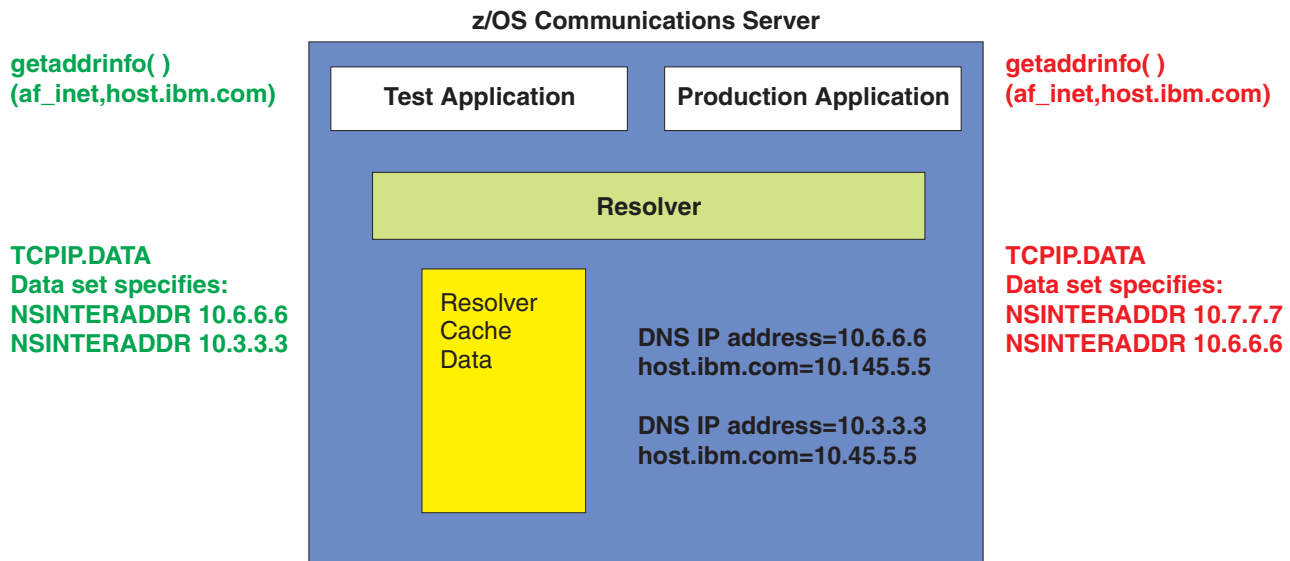 z/OS Communications Server
getaddrinfo( )
(af_inet,host.ibm.com)
Test Application
Production Application
getaddrinfo( )
(af_inet,host.ibm.com)
Resolver
TCPIP.DATA
Data set specifies:
NSINTERADDR 10.6.6.6
NSINTERADDR 10.3.3.3
Resolver
Cache
Data
DNS IP address=10.6.6.6
host.ibm.com=10.145.5.5
DNS IP address=10.3.3.3
host.ibm.com=10.45.5.5
TCPIP.DATA
Data set specifies:
NSINTERADDR 10.7.7.7
NSINTERADDR 10.6.6.6